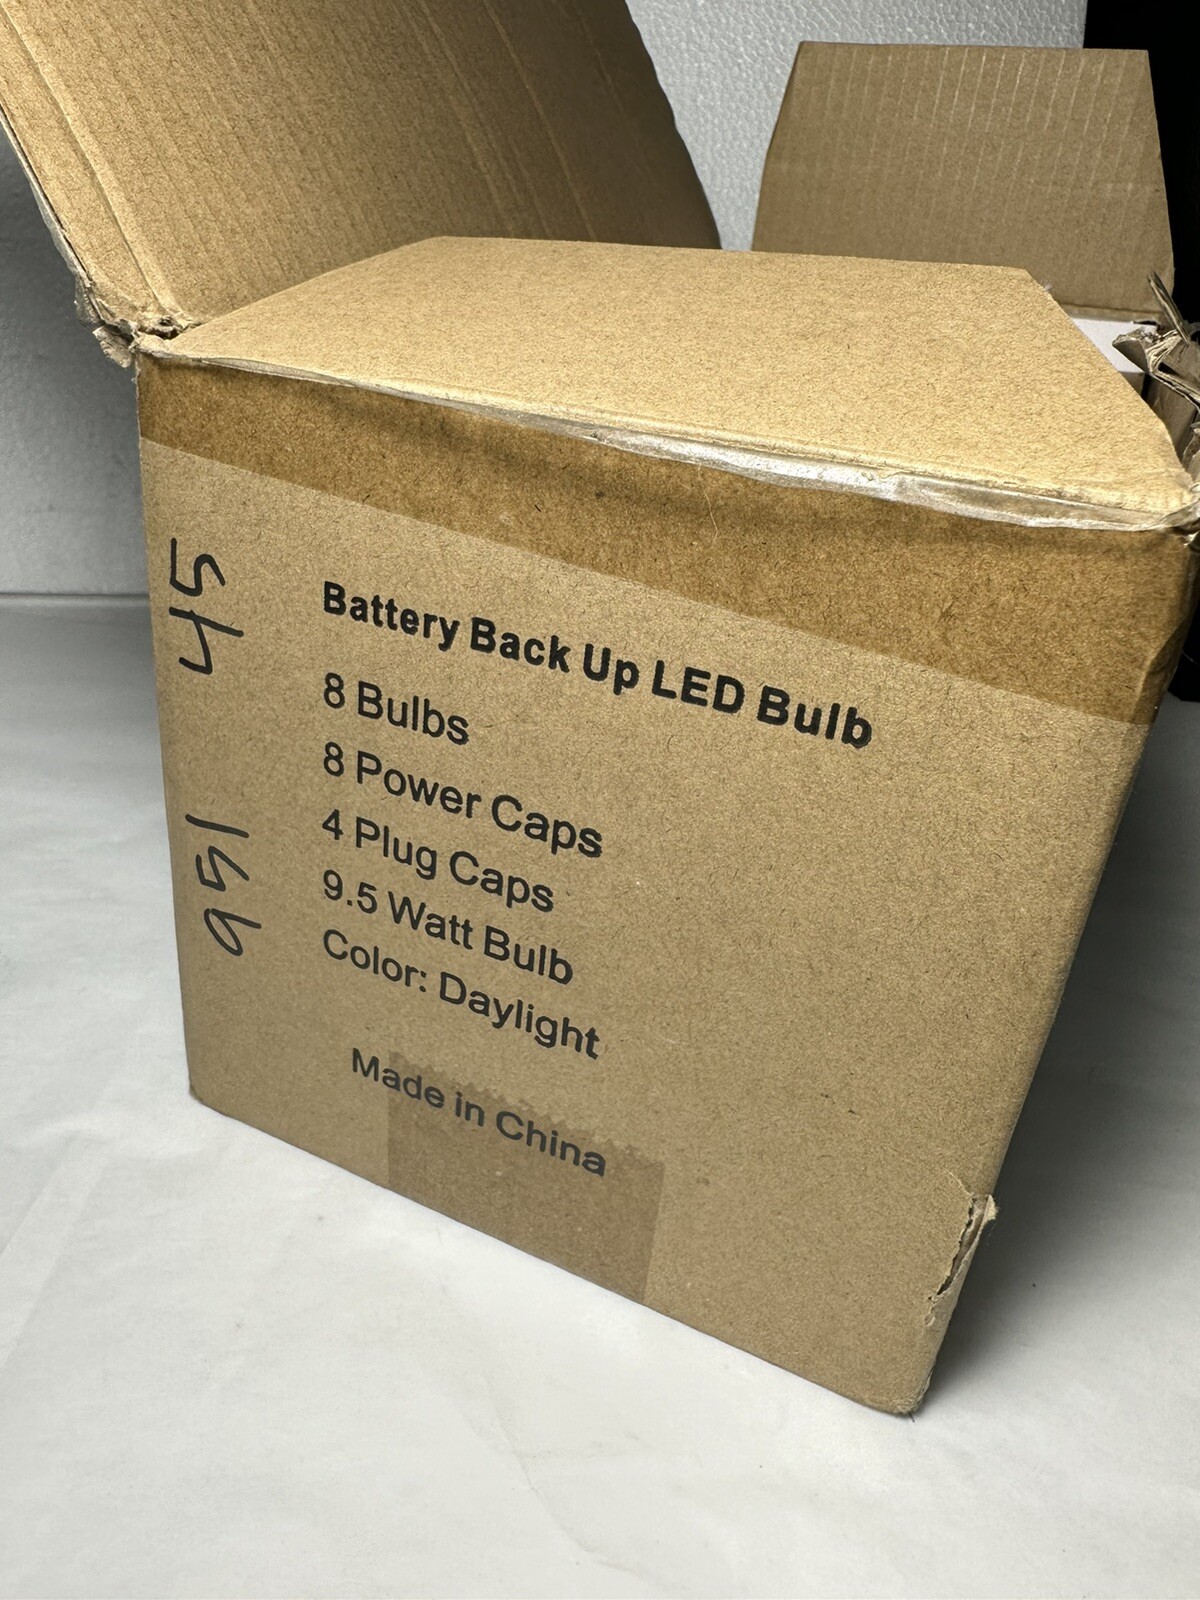 Battery Back Up LED Bulb
8 Bulbs
8 Power Caps
4 Plug Caps
9.5 Watt Bulb
Color: Daylight
Made in China
951 45